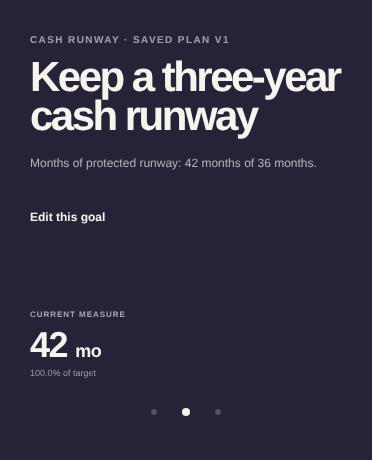 CASH RUNWAY · SAVED PLAN V1
Keep a three-year
cash runway
Months of protected runway: 42 months of 36 months.
Edit this goal
CURRENT MEASURE
42 mo
100.0% of target